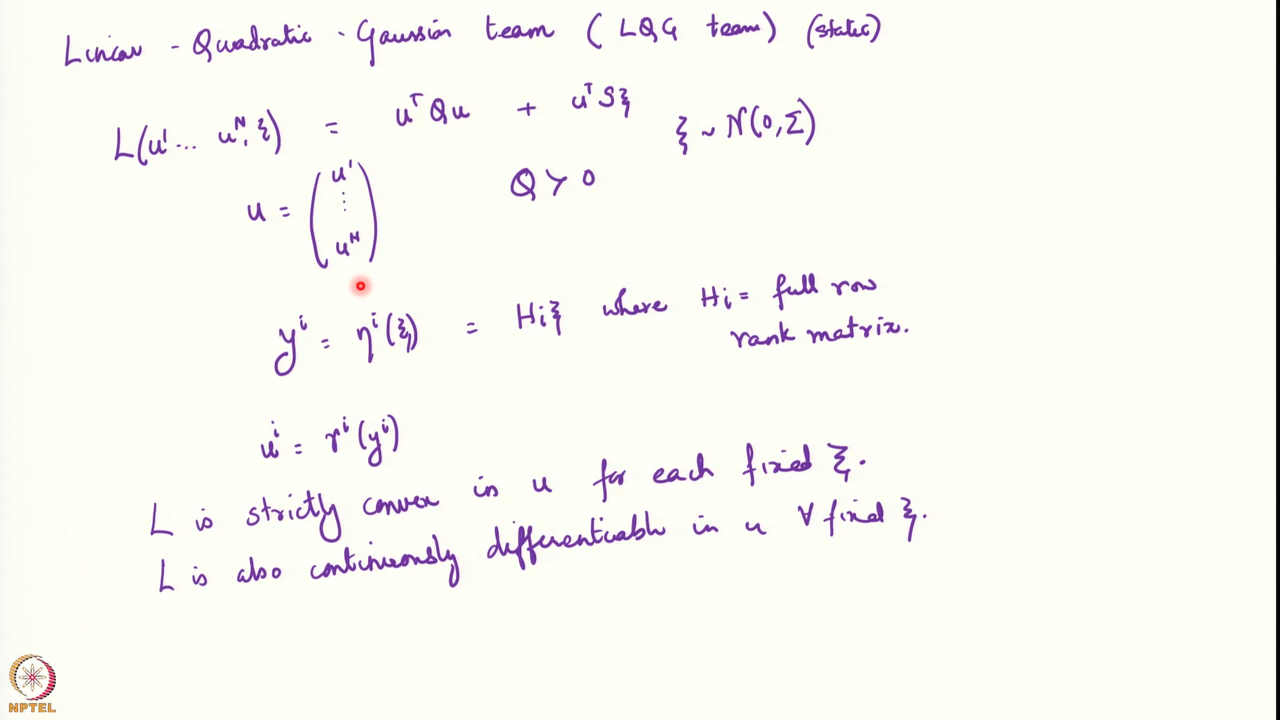 Linear - Quadratic - Gaussian team ( LQG team) (static)
L(u¹... uᴺ, ξ) = uᵀQu + uᵀSξ ξ ~ N(0,Σ)
u = (u¹ ⋮ uᴺ) Q ≻ 0
yⁱ = ηⁱ(ξ) = Hᵢξ where Hᵢ = full row
rank matrix.
uⁱ = γⁱ(yⁱ)
L is strictly convex in u for each fixed ξ.
L is also continuously differentiable in u ∀ fixed ξ.
NPTEL